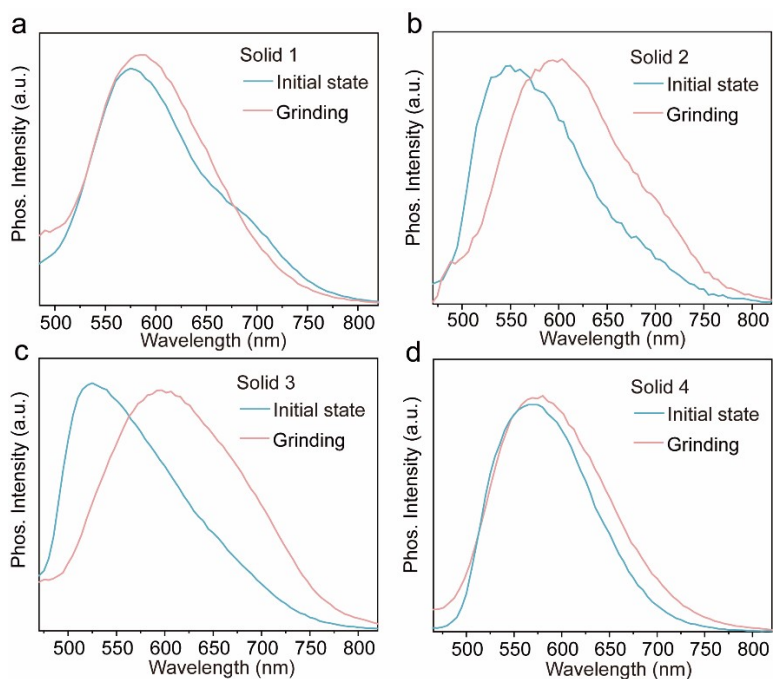 a
Solid 1
Initial state
Grinding
Phos. Intensity (a.u.)
500 550 600 650 700 750 800
Wavelength (nm)
b
Solid 2
Initial state
Grinding
Phos. Intensity (a.u.)
500 550 600 650 700 750 800
Wavelength (nm)
c
Solid 3
Initial state
Grinding
Phos. Intensity (a.u.)
500 550 600 650 700 750 800
Wavelength (nm)
d
Solid 4
Initial state
Grinding
Phos. Intensity (a.u.)
500 550 600 650 700 750 800
Wavelength (nm)